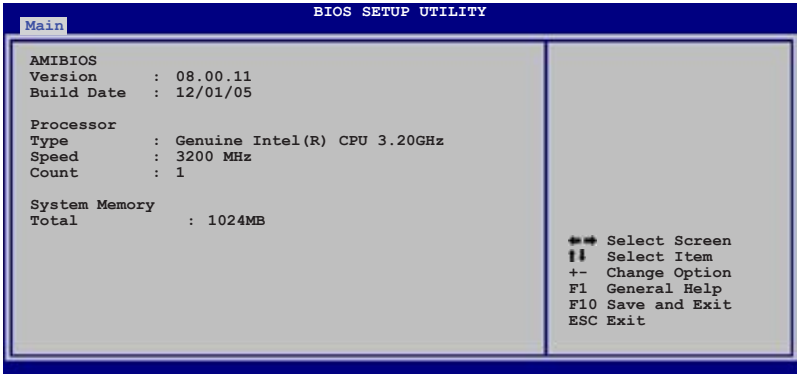 BIOS SETUP UTILITY
Main
AMIBIOS
Version : 08.00.11
Build Date : 12/01/05
Processor
Type : Genuine Intel(R) CPU 3.20GHz
Speed : 3200 MHz
Count : 1
System Memory
Total : 1024MB
←→ Select Screen
↑↓ Select Item
+- Change Option
F1 General Help
F10 Save and Exit
ESC Exit